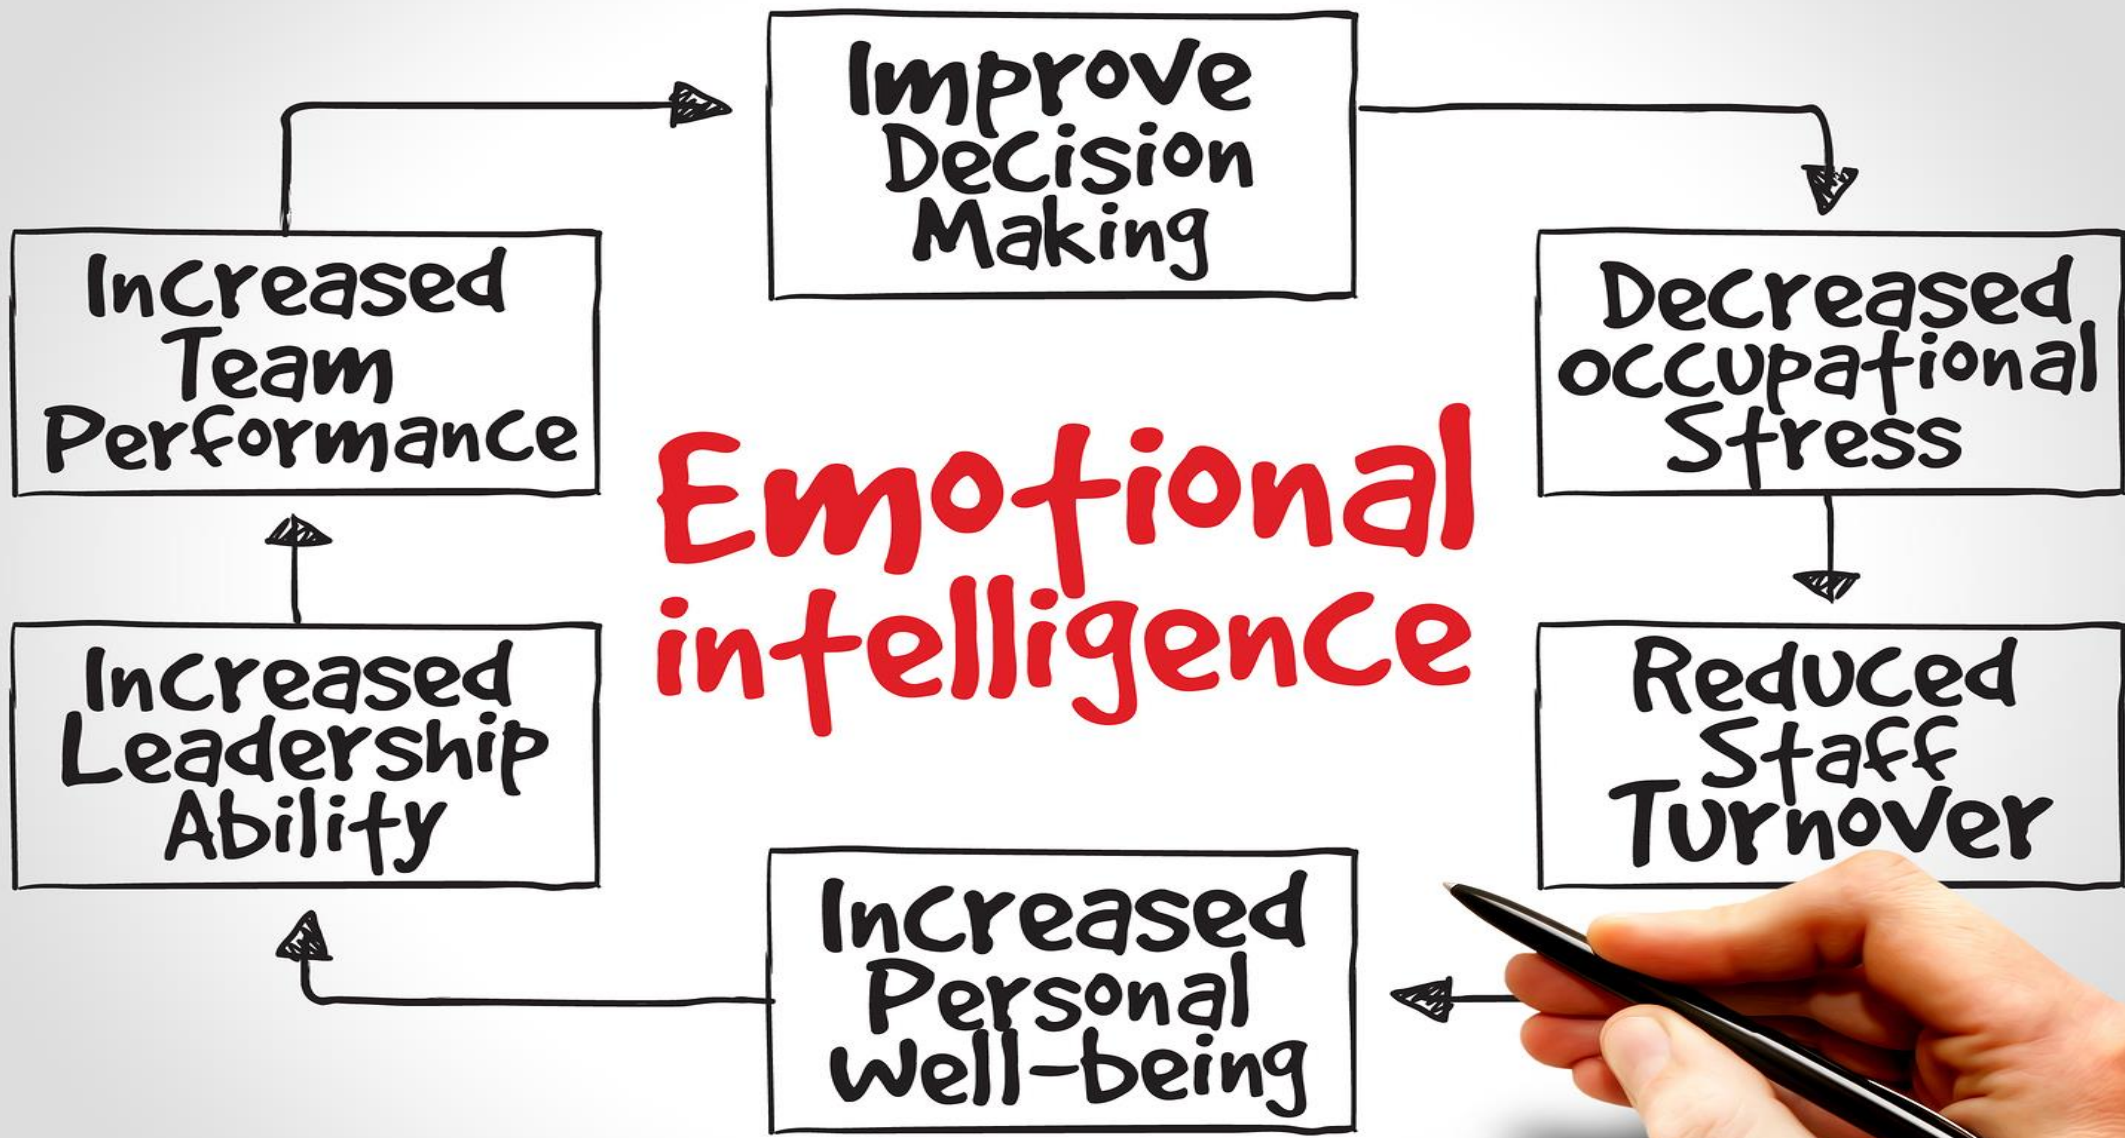 Improve
Decision
Making
Decreased
occupational
Stress
Reduced
Staff
Turnover
Increased
Personal
Well-being
Increased
Leadership
Ability
Increased
Team
Performance
Emotional
intelligence